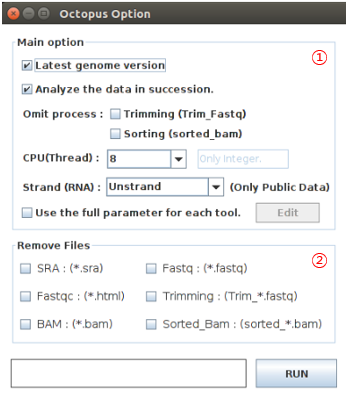 Octopus Option
Main option
①
Latest genome version
Analyze the data in succession.
Omit process : Trimming (Trim_Fastq)
Sorting (sorted_bam)
CPU(Thread) : 8 Only Integer.
Strand (RNA) : Unstrand (Only Public Data)
Use the full parameter for each tool. Edit
Remove Files
②
SRA : (*.sra) Fastq : (*.fastq)
Fastqc : (*.html) Trimming : (Trim_*.fastq)
BAM : (*.bam) Sorted_Bam : (sorted_*.bam)
RUN